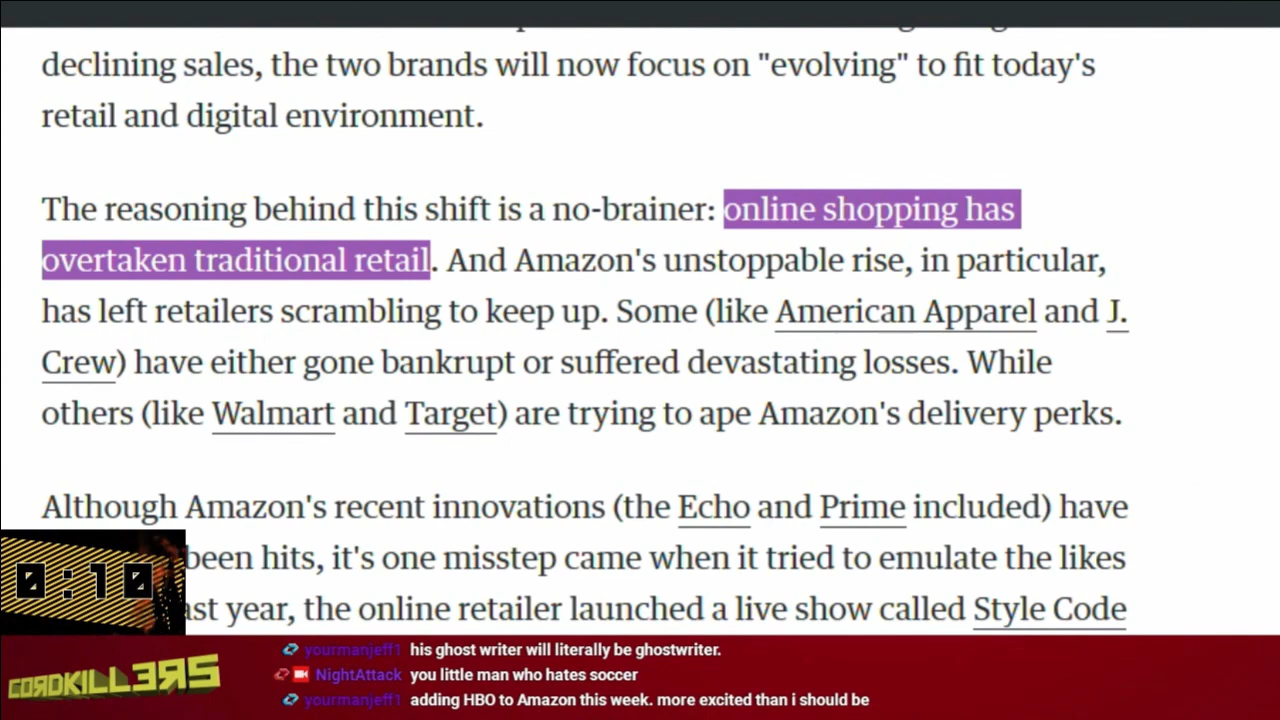 declining sales, the two brands will now focus on "evolving" to fit today's
retail and digital environment.
The reasoning behind this shift is a no-brainer: online shopping has
overtaken traditional retail. And Amazon's unstoppable rise, in particular,
has left retailers scrambling to keep up. Some (like American Apparel and J.
Crew) have either gone bankrupt or suffered devastating losses. While
others (like Walmart and Target) are trying to ape Amazon's delivery perks.
Although Amazon's recent innovations (the Echo and Prime included) have
been hits, it's one misstep came when it tried to emulate the likes
ast year, the online retailer launched a live show called Style Code
0:10
CORDKILLERS
yourmanjeff1 his ghost writer will literally be ghostwriter.
NightAttack you little man who hates soccer
yourmanjeff1 adding HBO to Amazon this week. more excited than i should be